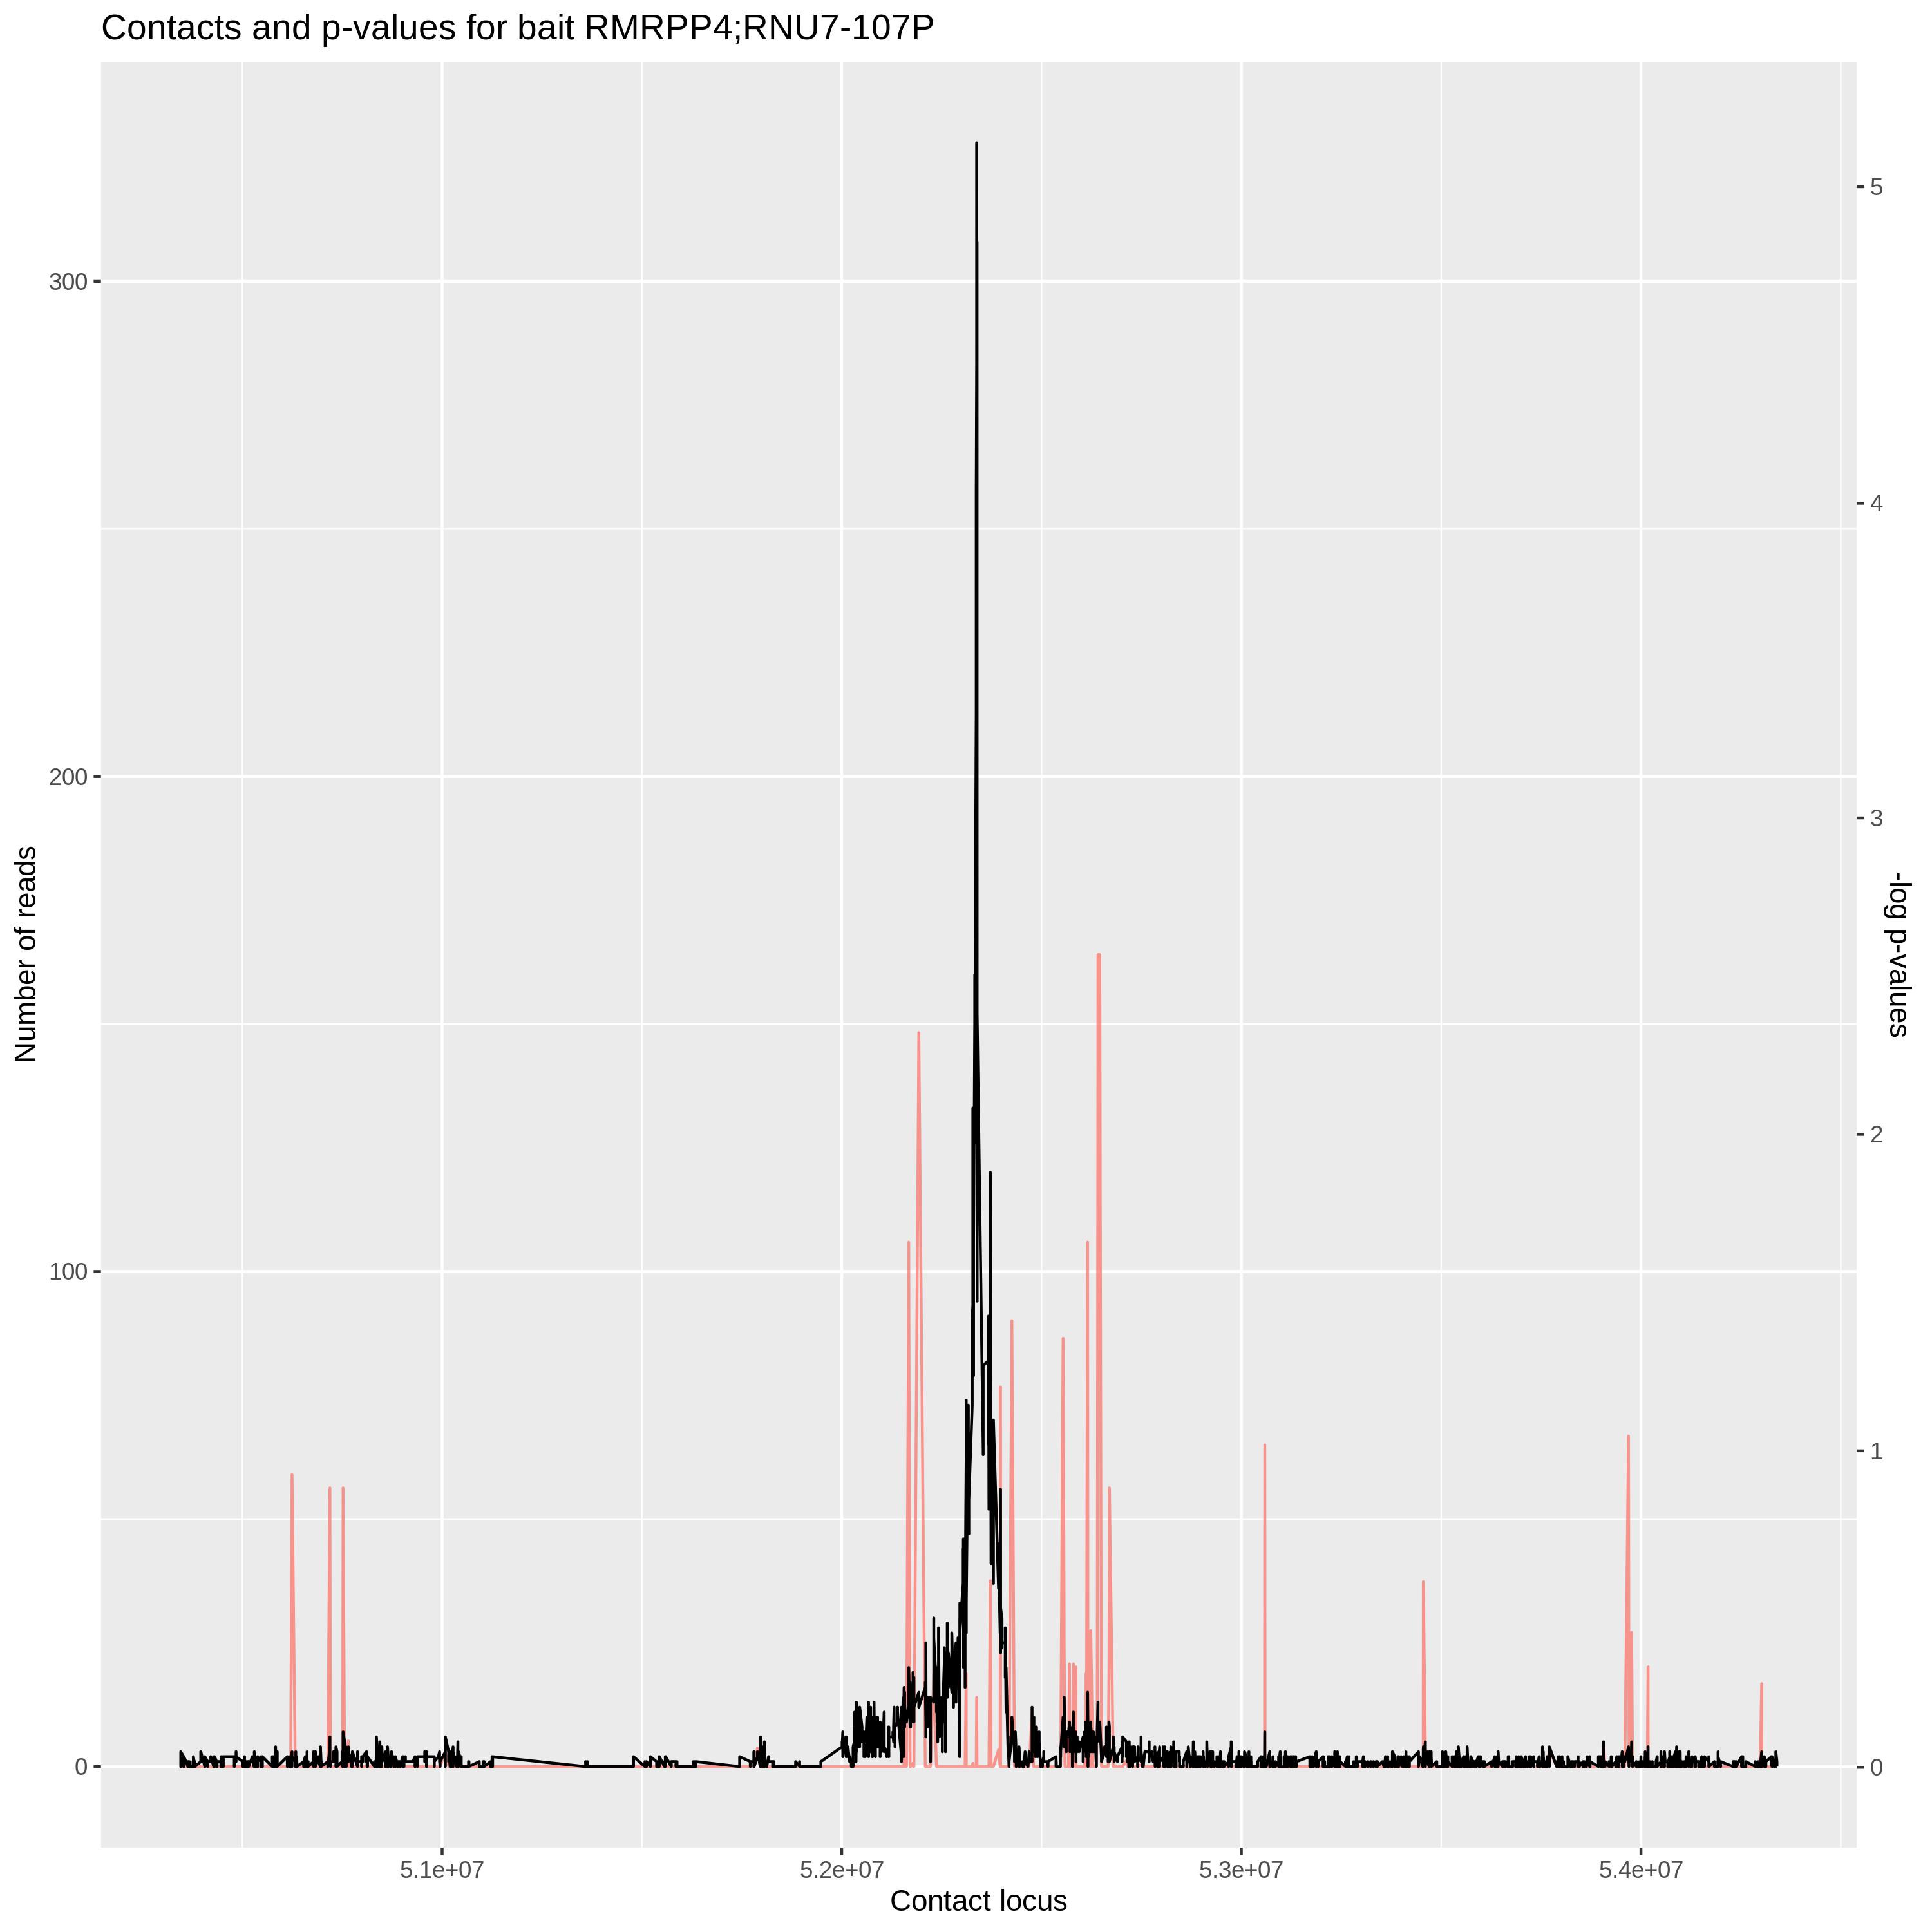 Contacts and p-values for bait RMRPP4;RNU7-107P
Number of reads
300
200
100
0
5
4
3
2
1
0
-log p-values
5.1e+07
5.2e+07
5.3e+07
5.4e+07
Contact locus